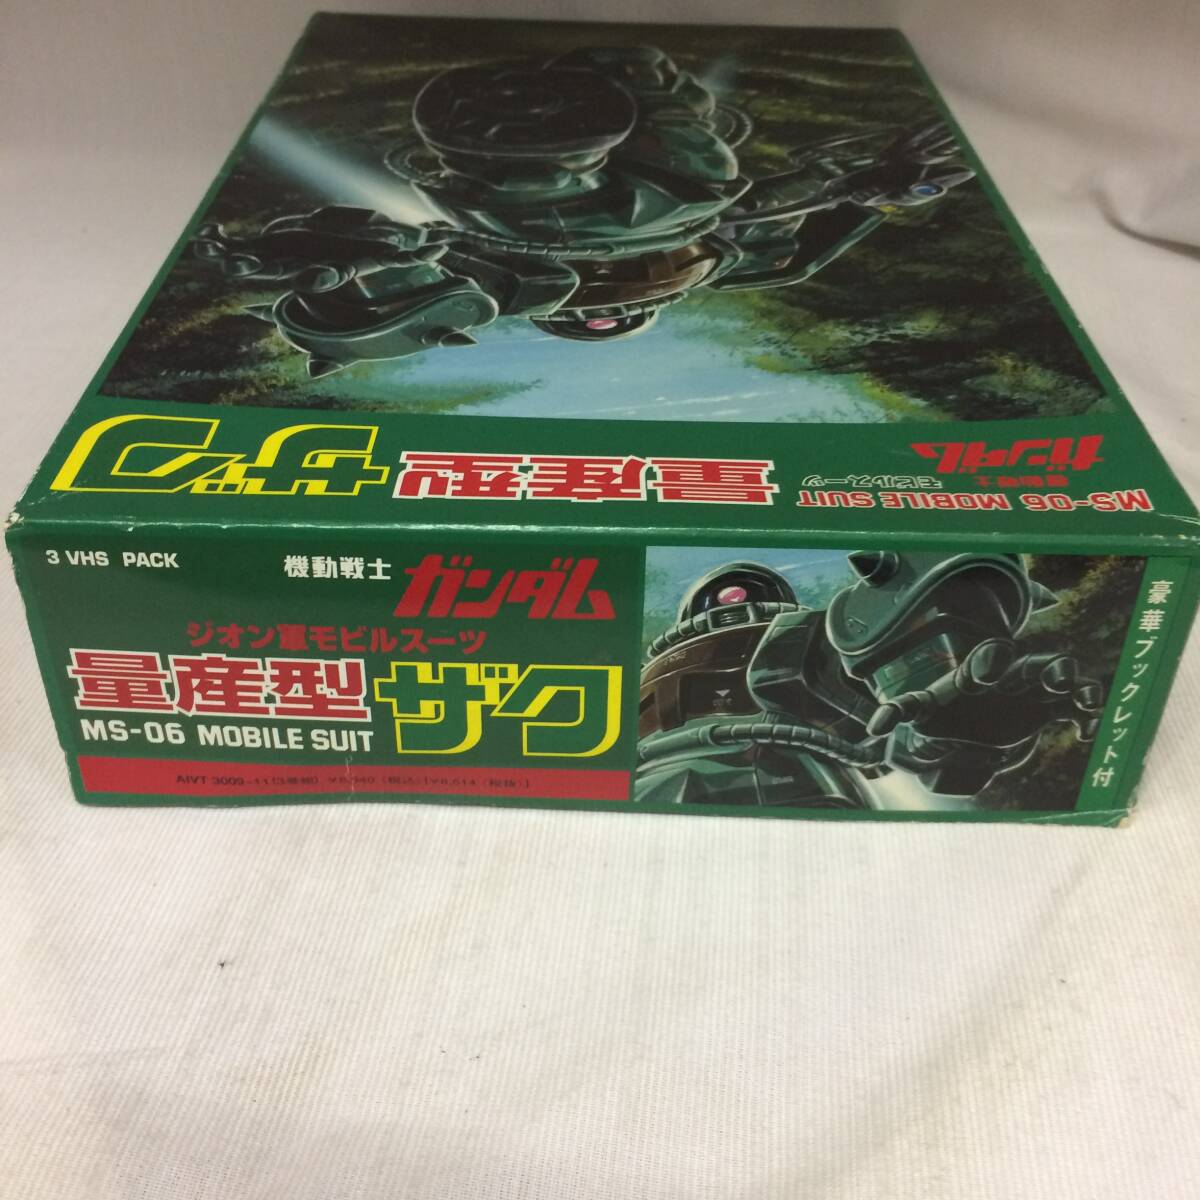 ザク
量産型
MS-06 MOBILE SUIT
モビルスーツ
機動戦士
ガンダム
3 VHS PACK
機動戦士 ガンダム
ジオン軍モビルスーツ
量産型 ザク
MS-06 MOBILE SUIT
豪華ブックレット付